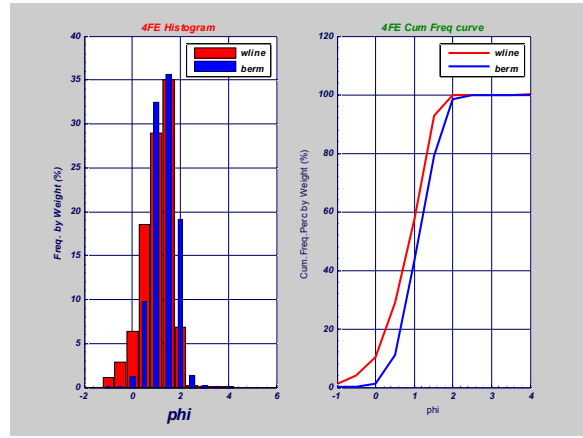 4FE Histogram
40
35
30
25
20
15
10
5
0
-2
0
2
4
6
Freq. by Weight (%)
phi
wline
berm
4FE Cum Freq curve
120
100
80
60
40
20
0
-1
0
1
2
3
4
Cum.Freq.Perc by Weight (%)
phi
wline
berm